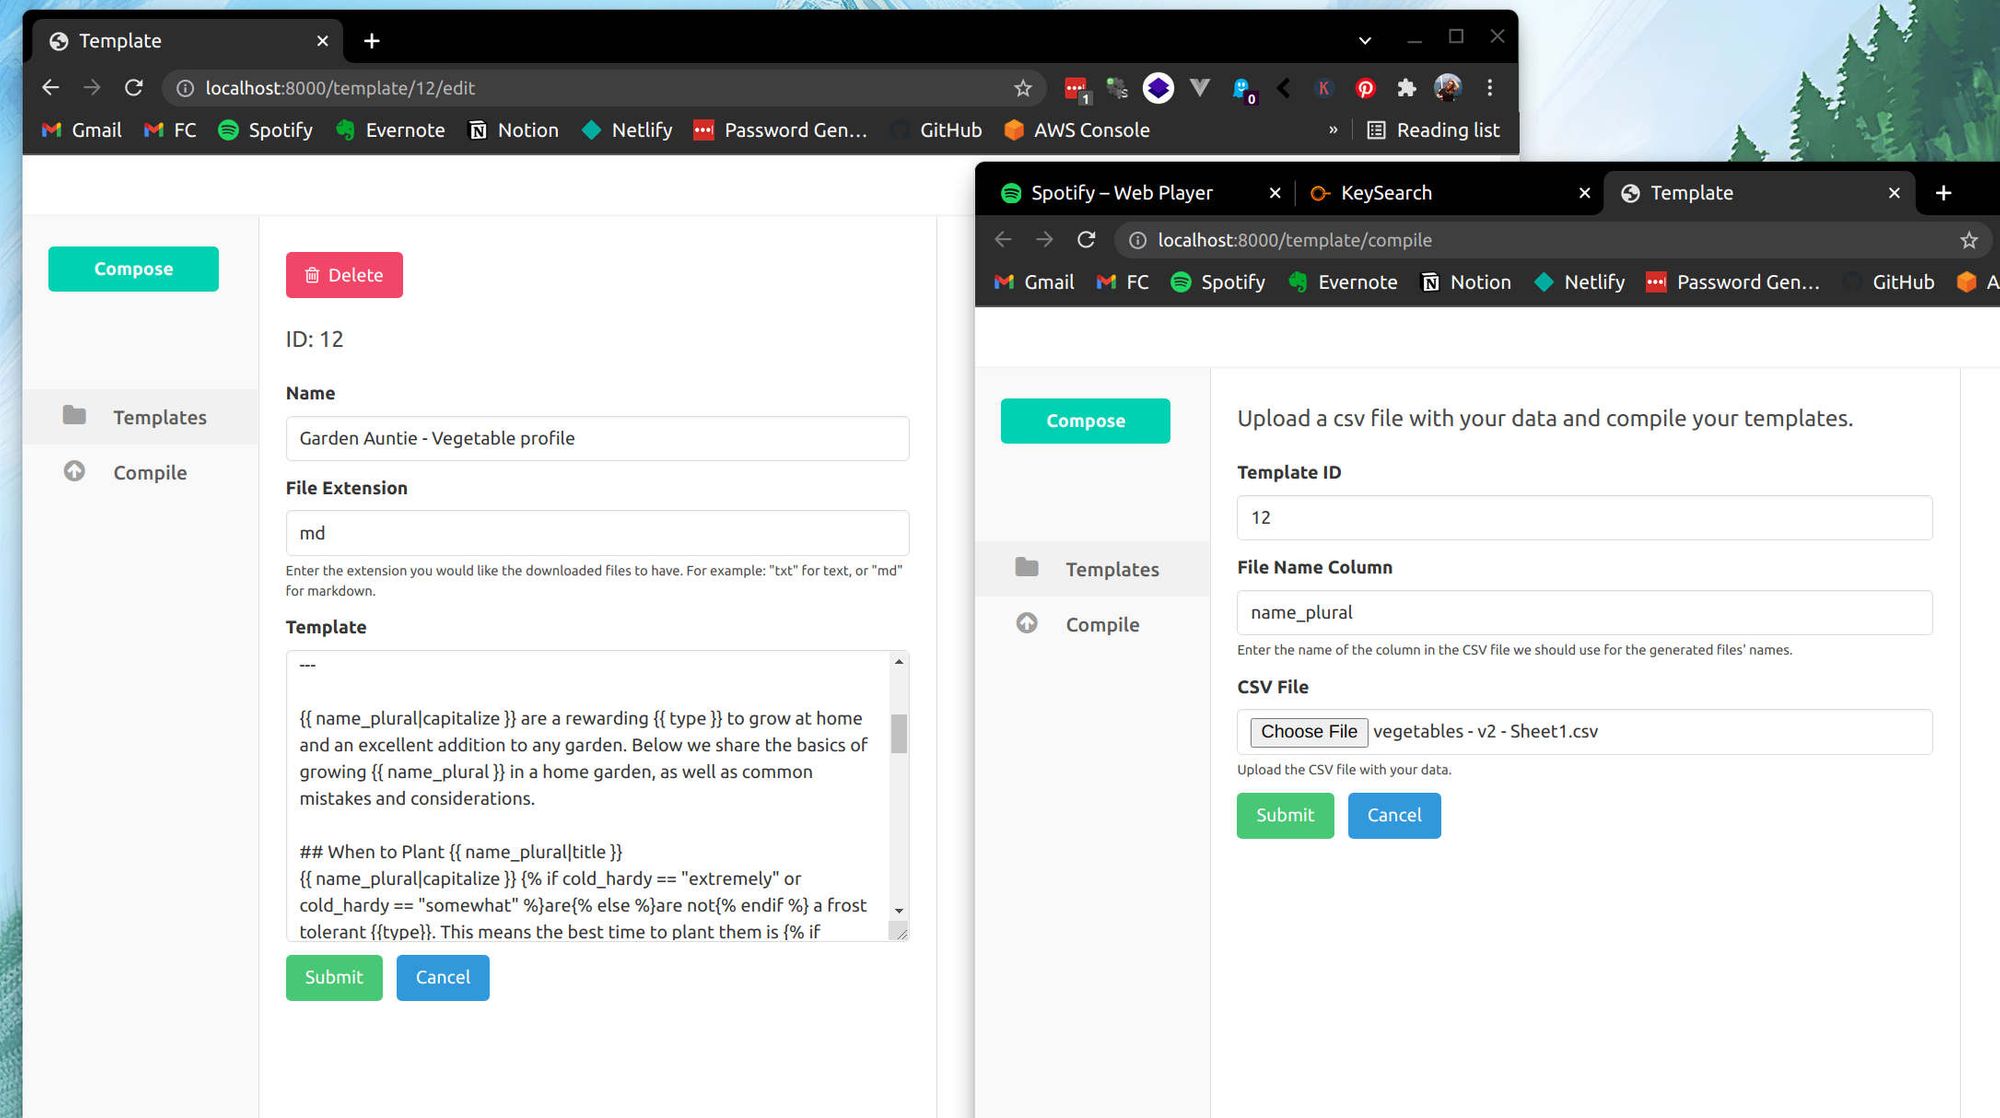 Template
localhost:8000/template/12/edit
1
0
K
Gmail
FC
Spotify
Evernote
Notion
Netlify
Password Gen...
GitHub
AWS Console
»
Reading list
Compose
Templates
Compile
Delete
ID: 12
Name
Garden Auntie - Vegetable profile
File Extension
md
Enter the extension you would like the downloaded files to have. For example: "txt" for text, or "md"
for markdown.
Template
---
{{ name_plural|capitalize }} are a rewarding {{ type }} to grow at home
and an excellent addition to any garden. Below we share the basics of
growing {{ name_plural }} in a home garden, as well as common
mistakes and considerations.
## When to Plant {{ name_plural|title }}
{{ name_plural|capitalize }} {% if cold_hardy == "extremely" or
cold_hardy == "somewhat" %}are{% else %}are not{% endif %} a frost
tolerant {{type}}. This means the best time to plant them is {% if
Submit
Cancel
Spotify – Web Player
KeySearch
Template
localhost:8000/template/compile
Gmail
FC
Spotify
Evernote
Notion
Netlify
Password Gen...
GitHub
A
Compose
Templates
Compile
Upload a csv file with your data and compile your templates.
Template ID
12
File Name Column
name_plural
Enter the name of the column in the CSV file we should use for the generated files' names.
CSV File
Choose File vegetables - v2 - Sheet1.csv
Upload the CSV file with your data.
Submit
Cancel